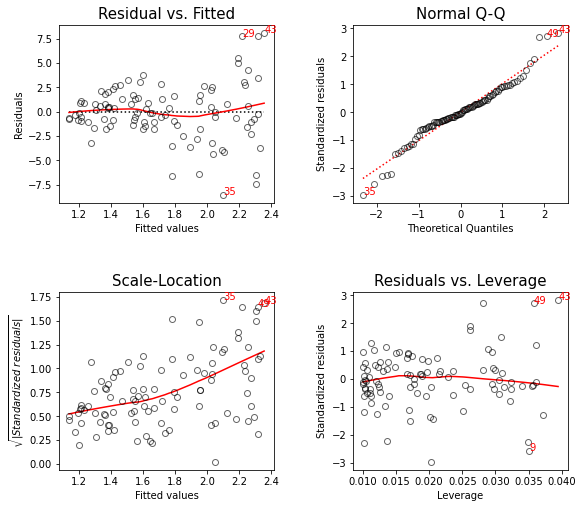 Residual vs. Fitted
Normal Q-Q
29
43
49
43
7.5
5.0
2.5
0.0
−2.5
−5.0
−7.5
Residuals
3
2
1
0
−1
−2
−3
Standardized residuals
35
35
1.2 1.4 1.6 1.8 2.0 2.2 2.4
−2 −1 0 1 2
Fitted values
Theoretical Quantiles
Scale-Location
Residuals vs. Leverage
35
43
49
49
43
1.75
1.50
1.25
1.00
0.75
0.50
0.25
0.00
√|Standardized residuals|
3
2
1
0
−1
−2
−3
Standardized residuals
9
1.2 1.4 1.6 1.8 2.0 2.2 2.4
0.010 0.015 0.020 0.025 0.030 0.035 0.040
Fitted values
Leverage